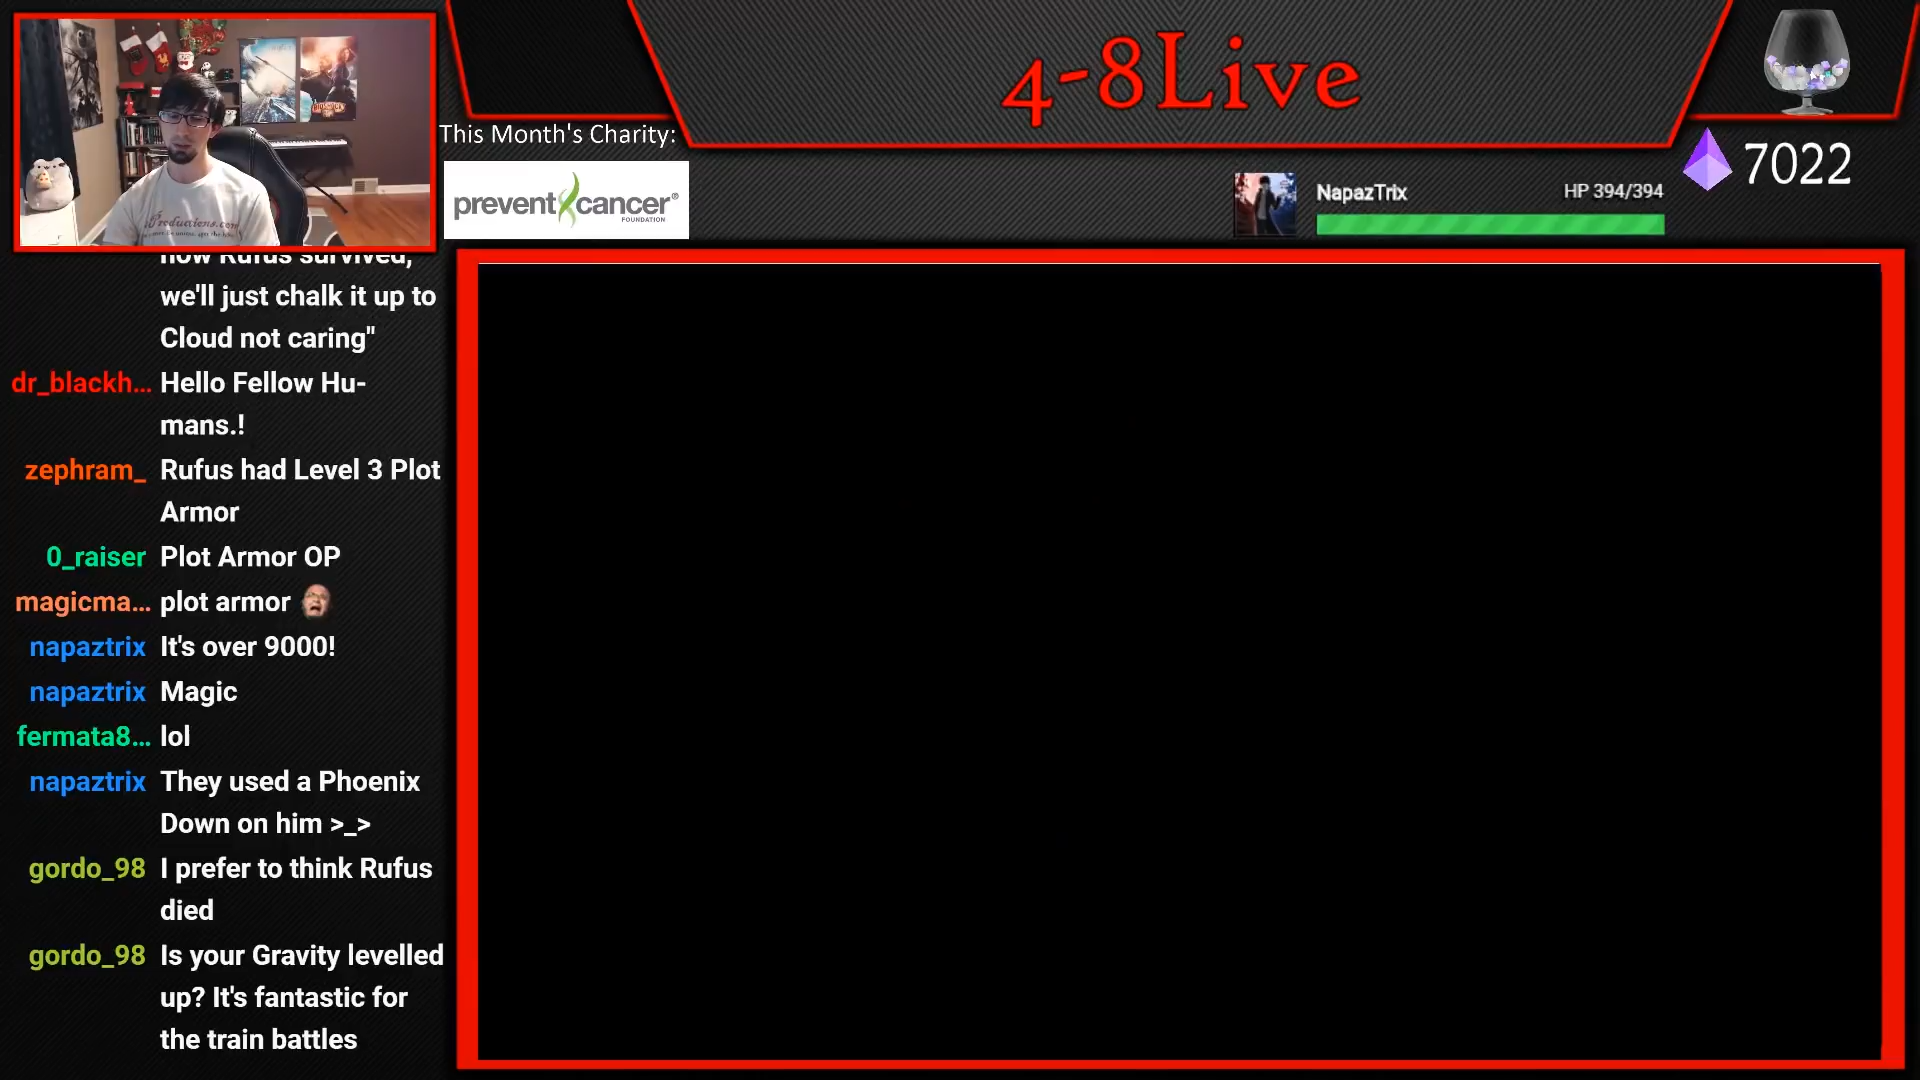 4-8Live
This Month's Charity:
prevent cancer®
FOUNDATION
NapazTrix HP 394/394
7022
now Rufus survived,
we'll just chalk it up to
Cloud not caring"
dr_blackh... Hello Fellow Hu-
mans.!
zephram_ Rufus had Level 3 Plot
Armor
0_raiser Plot Armor OP
magicma... plot armor
napaztrix It's over 9000!
napaztrix Magic
fermata8... lol
napaztrix They used a Phoenix
Down on him >_>
gordo_98 I prefer to think Rufus
died
gordo_98 Is your Gravity levelled
up? It's fantastic for
the train battles